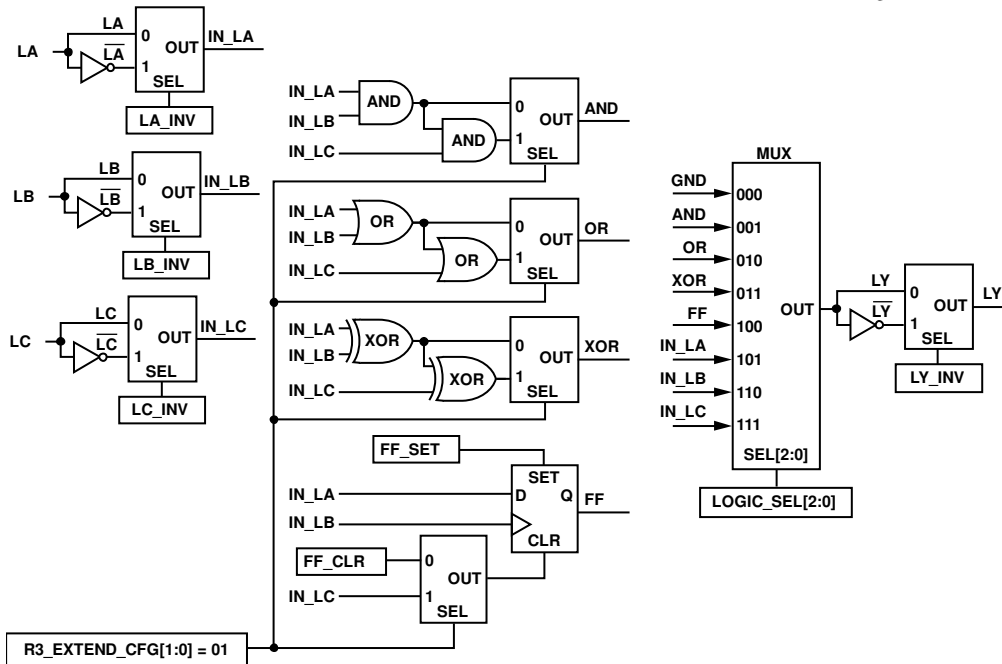 LA
LA
LA
0
1
OUT
SEL
IN_LA
LA_INV
LB
LB
LB
0
1
OUT
SEL
IN_LB
LB_INV
LC
LC
LC
0
1
OUT
SEL
IN_LC
LC_INV
IN_LA
IN_LB
IN_LC
AND
AND
0
1
OUT
SEL
AND
IN_LA
IN_LB
IN_LC
OR
OR
0
1
OUT
SEL
OR
IN_LA
IN_LB
IN_LC
XOR
XOR
0
1
OUT
SEL
XOR
FF_SET
IN_LA
IN_LB
SET
D
Q
CLR
FF
FF_CLR
IN_LC
0
1
OUT
SEL
R3_EXTEND_CFG[1:0] = 01
MUX
GND
000
AND
001
OR
010
XOR
011
FF
100
IN_LA
101
IN_LB
110
IN_LC
111
OUT
SEL[2:0]
LOGIC_SEL[2:0]
LY
LY
0
1
OUT
SEL
LY
LY_INV